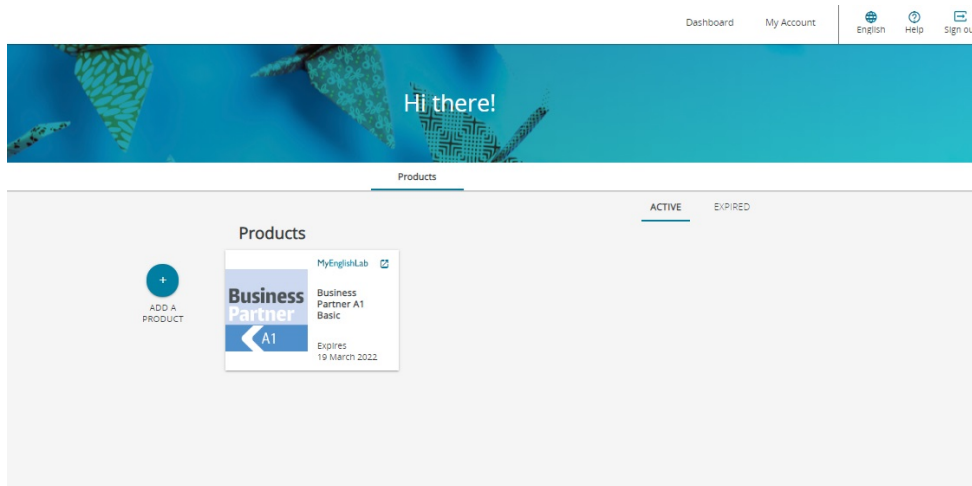 Dashboard
My Account
English
Help
Hi there!
Products
ACTIVE
EXPIRED
Products
+
ADD A
PRODUCT
MyEnglishLab
Business
Partner
A1
Business
Partner A1
Basic
Expires
19 March 2022
Sign ou